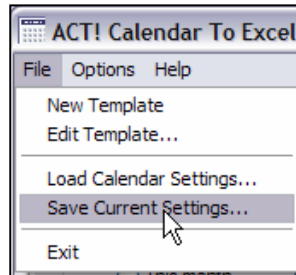 ACT! Calendar To Excel
File Options Help
New Template
Edit Template...
Load Calendar Settings...
Save Current Settings...
Exit